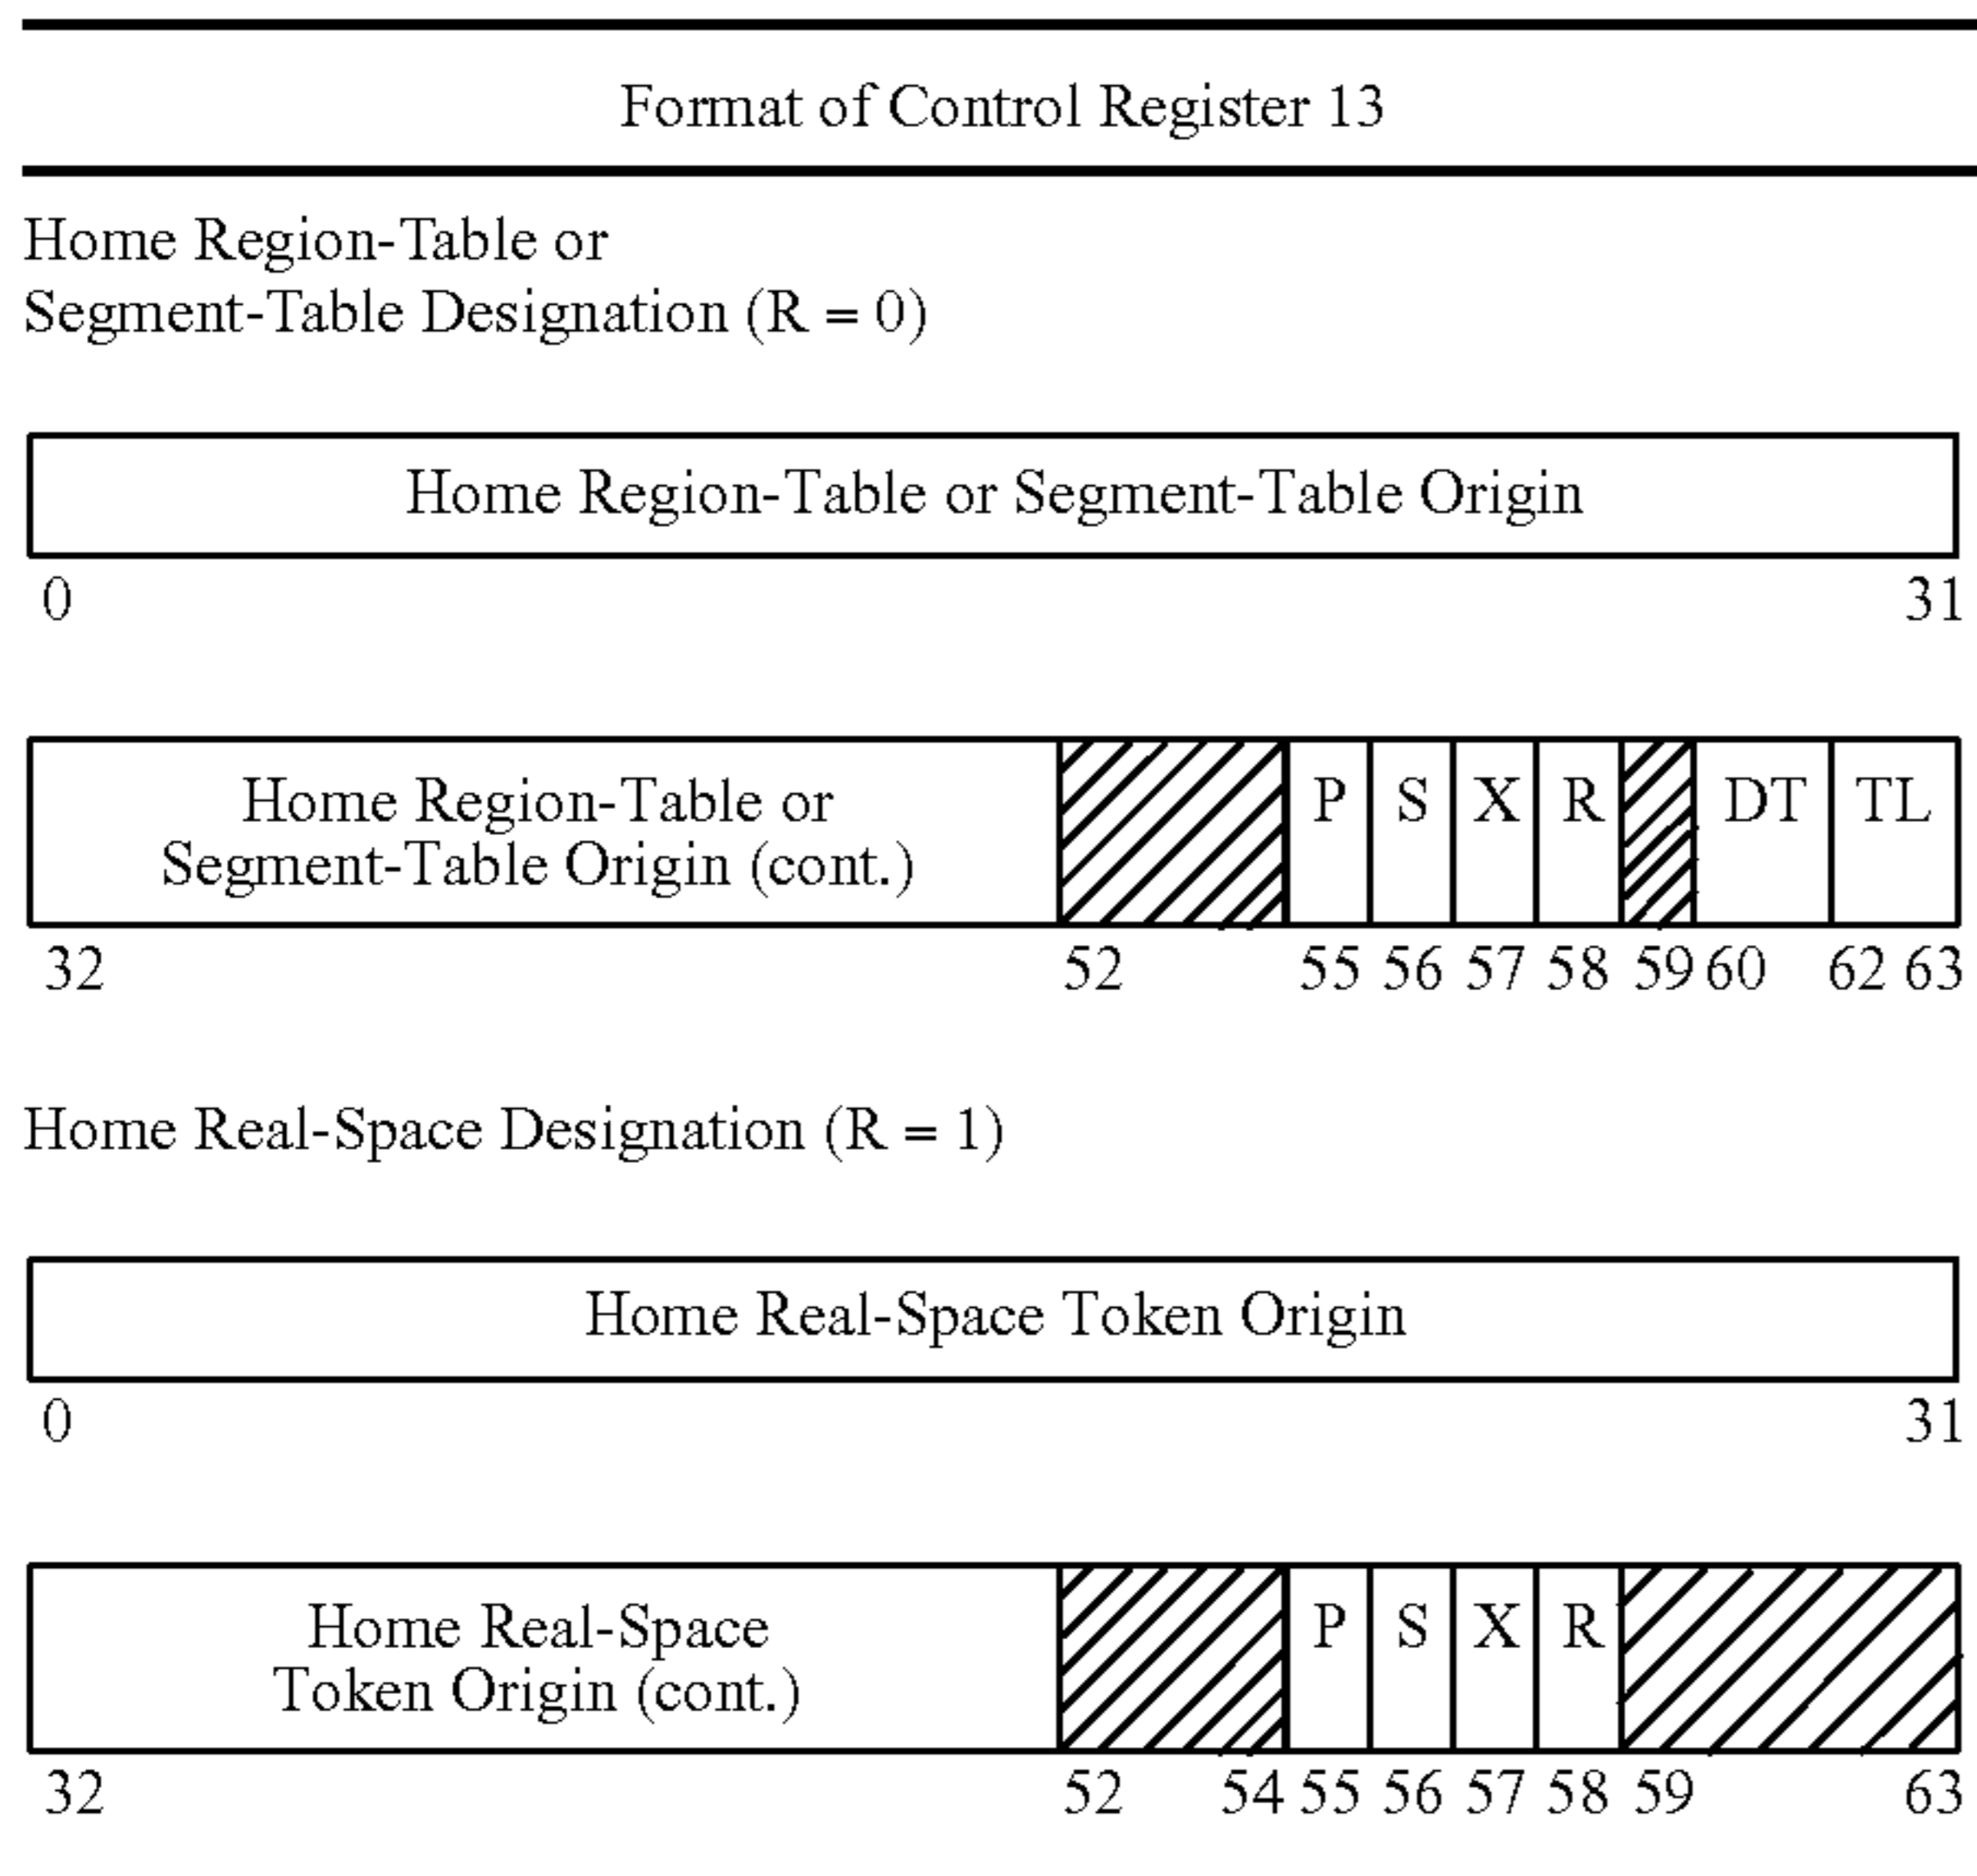 Format of Control Register 13
Home Region-Table or
Segment-Table Designation (R = 0)
Home Region-Table or Segment-Table Origin
0 31
Home Region-Table or
Segment-Table Origin (cont.)
P S X R DT TL
32 52 55 56 57 58 59 60 62 63
Home Real-Space Designation (R = 1)
Home Real-Space Token Origin
0 31
Home Real-Space
Token Origin (cont.)
P S X R
32 52 54 55 56 57 58 59 63